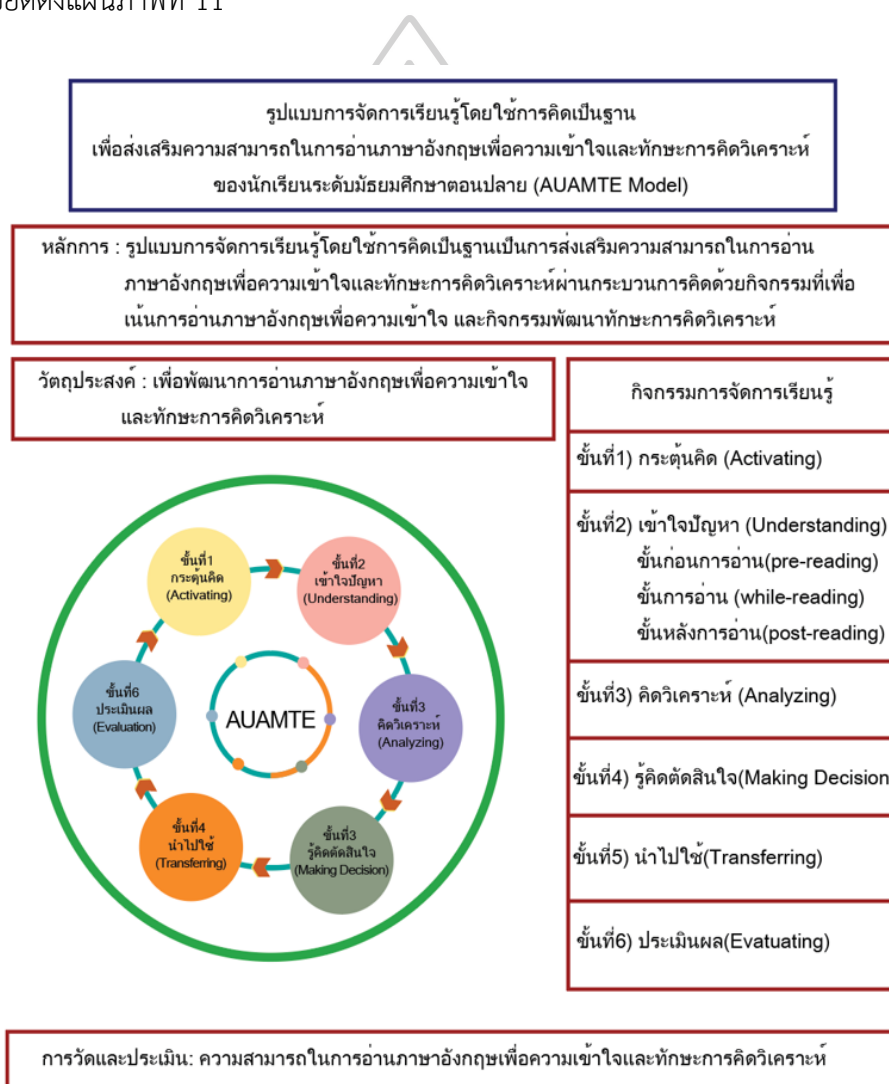 ยดดังแผนภาพที่ 11
รูปแบบการจัดการเรียนรู้โดยใช้การคิดเป็นฐาน
เพื่อส่งเสริมความสามารถในการอ่านภาษาอังกฤษเพื่อความเข้าใจและทักษะการคิดวิเคราะห์
ของนักเรียนระดับมัธยมศึกษาตอนปลาย (AUAMTE Model)
หลักการ : รูปแบบการจัดการเรียนรู้โดยใช้การคิดเป็นฐานเป็นการส่งเสริมความสามารถในการอ่าน
ภาษาอังกฤษเพื่อความเข้าใจและทักษะการคิดวิเคราะห์ผ่านกระบวนการคิดด้วยกิจกรรมที่เพื่อ
เน้นการอ่านภาษาอังกฤษเพื่อความเข้าใจ และกิจกรรมพัฒนาทักษะการคิดวิเคราะห์
วัตถุประสงค์ : เพื่อพัฒนาการอ่านภาษาอังกฤษเพื่อความเข้าใจ
และทักษะการคิดวิเคราะห์
ขั้นที่1
กระตุ้นคิด
(Activating)
ขั้นที่2
เข้าใจปัญหา
(Understanding)
ขั้นที่3
คิดวิเคราะห์
(Analyzing)
ขั้นที่3
รู้คิดตัดสินใจ
(Making Decision)
ขั้นที่4
นำไปใช้
(Transferring)
ขั้นที่6
ประเมินผล
(Evaluation)
AUAMTE
กิจกรรมการจัดการเรียนรู้
ขั้นที่1) กระตุ้นคิด (Activating)
ขั้นที่2) เข้าใจปัญหา (Understanding)
ขั้นก่อนการอ่าน(pre-reading)
ขั้นการอ่าน (while-reading)
ขั้นหลังการอ่าน(post-reading)
ขั้นที่3) คิดวิเคราะห์ (Analyzing)
ขั้นที่4) รู้คิดตัดสินใจ(Making Decision
ขั้นที่5) นำไปใช้(Transferring)
ขั้นที่6) ประเมินผล(Evatuating)
การวัดและประเมิน: ความสามารถในการอ่านภาษาอังกฤษเพื่อความเข้าใจและทักษะการคิดวิเคราะห์